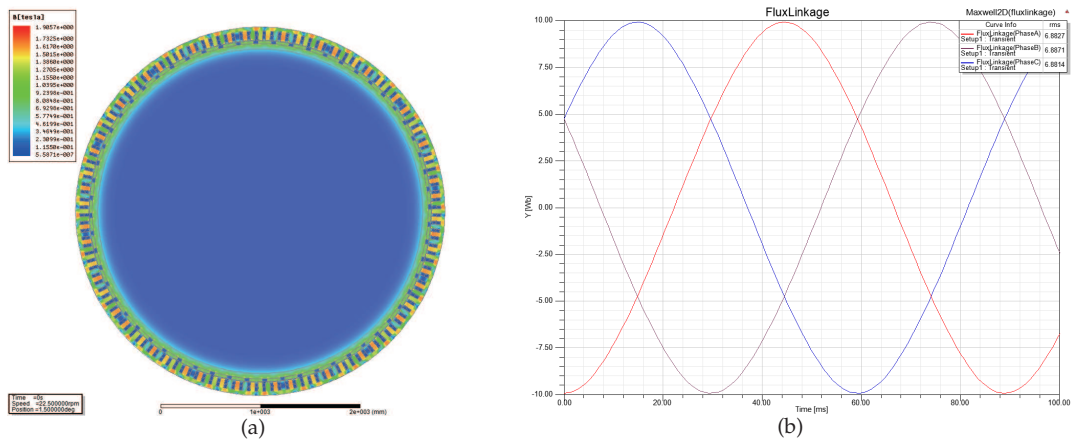 B[tesla]
1.9057e+000
1.7325e+000
1.6170e+000
1.5015e+000
1.3860e+000
1.2705e+000
1.1550e+000
1.0395e+000
9.2398e-001
8.0848e-001
6.9298e-001
5.7749e-001
4.8199e-001
3.4649e-001
2.3099e-001
1.1550e-001
5.5871e-007
Time =0s
Speed =22.500000rpm
Position =1.500000deg
0 1e+003 2e+003 (mm)
(a)
FluxLinkage
Maxwell2D(fluxlinkage)
Curve Info rms
FluxLinkage(PhaseA)
Setup1 : Transient 6.8827
FluxLinkage(PhaseB)
Setup1 : Transient 6.8871
FluxLinkage(PhaseC)
Setup1 : Transient 6.8814
10.00
7.50
5.00
2.50
0.00
-2.50
-5.00
-7.50
-10.00
Y [Wb]
0.00 20.00 40.00 60.00 80.00 100.00
Time [ms]
(b)